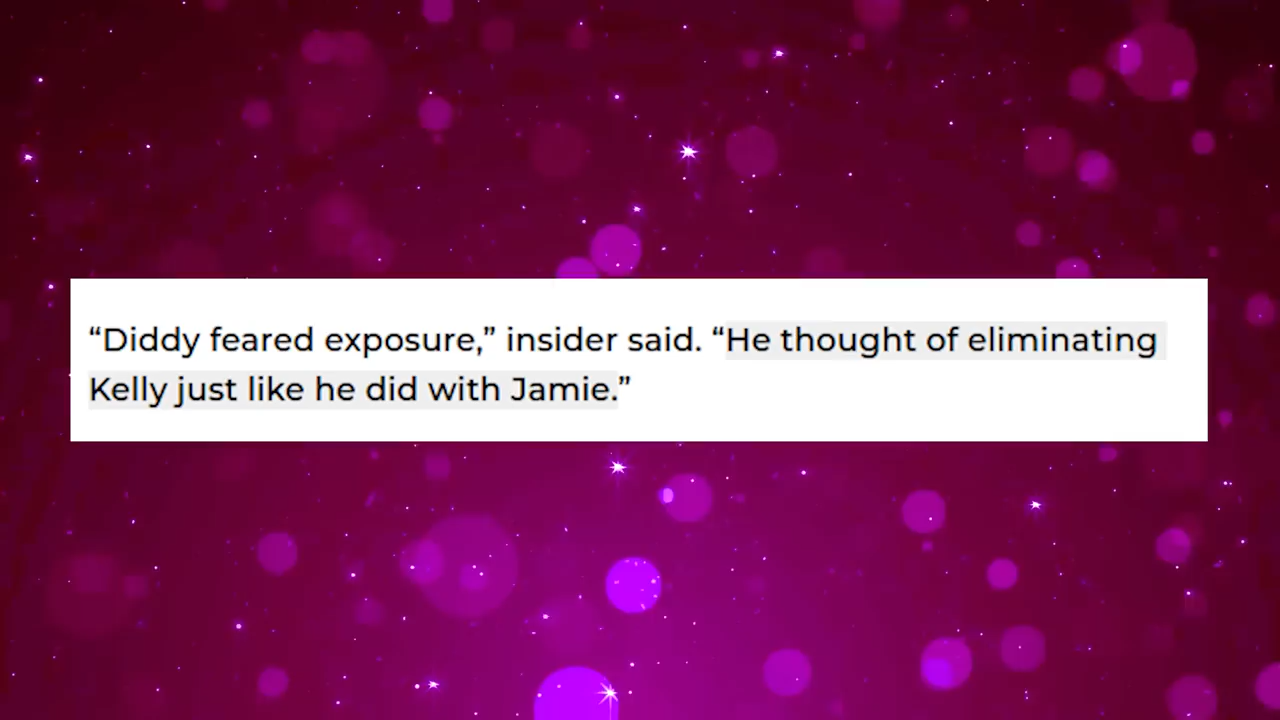 “Diddy feared exposure,” insider said. “He thought of eliminating
Kelly just like he did with Jamie.”